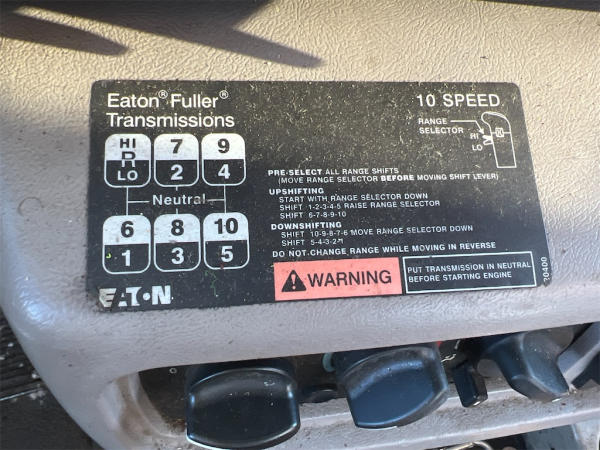 Eaton® Fuller®
Transmissions
10 SPEED
RANGE
SELECTOR
HI
LO
HI
R
LO
7
2
9
4
Neutral
6
1
8
3
10
5
PRE-SELECT ALL RANGE SHIFTS
(MOVE RANGE SELECTOR BEFORE MOVING SHIFT LEVER)
UPSHIFTING
START WITH RANGE SELECTOR DOWN
SHIFT 1-2-3-4-5 RAISE RANGE SELECTOR
SHIFT 6-7-8-9-10
DOWNSHIFTING
SHIFT 10-9-8-7-6 MOVE RANGE SELECTOR DOWN
SHIFT 5-4-3-2-1
DO NOT CHANGE RANGE WHILE MOVING IN REVERSE
EATON
WARNING
PUT TRANSMISSION IN NEUTRAL
BEFORE STARTING ENGINE